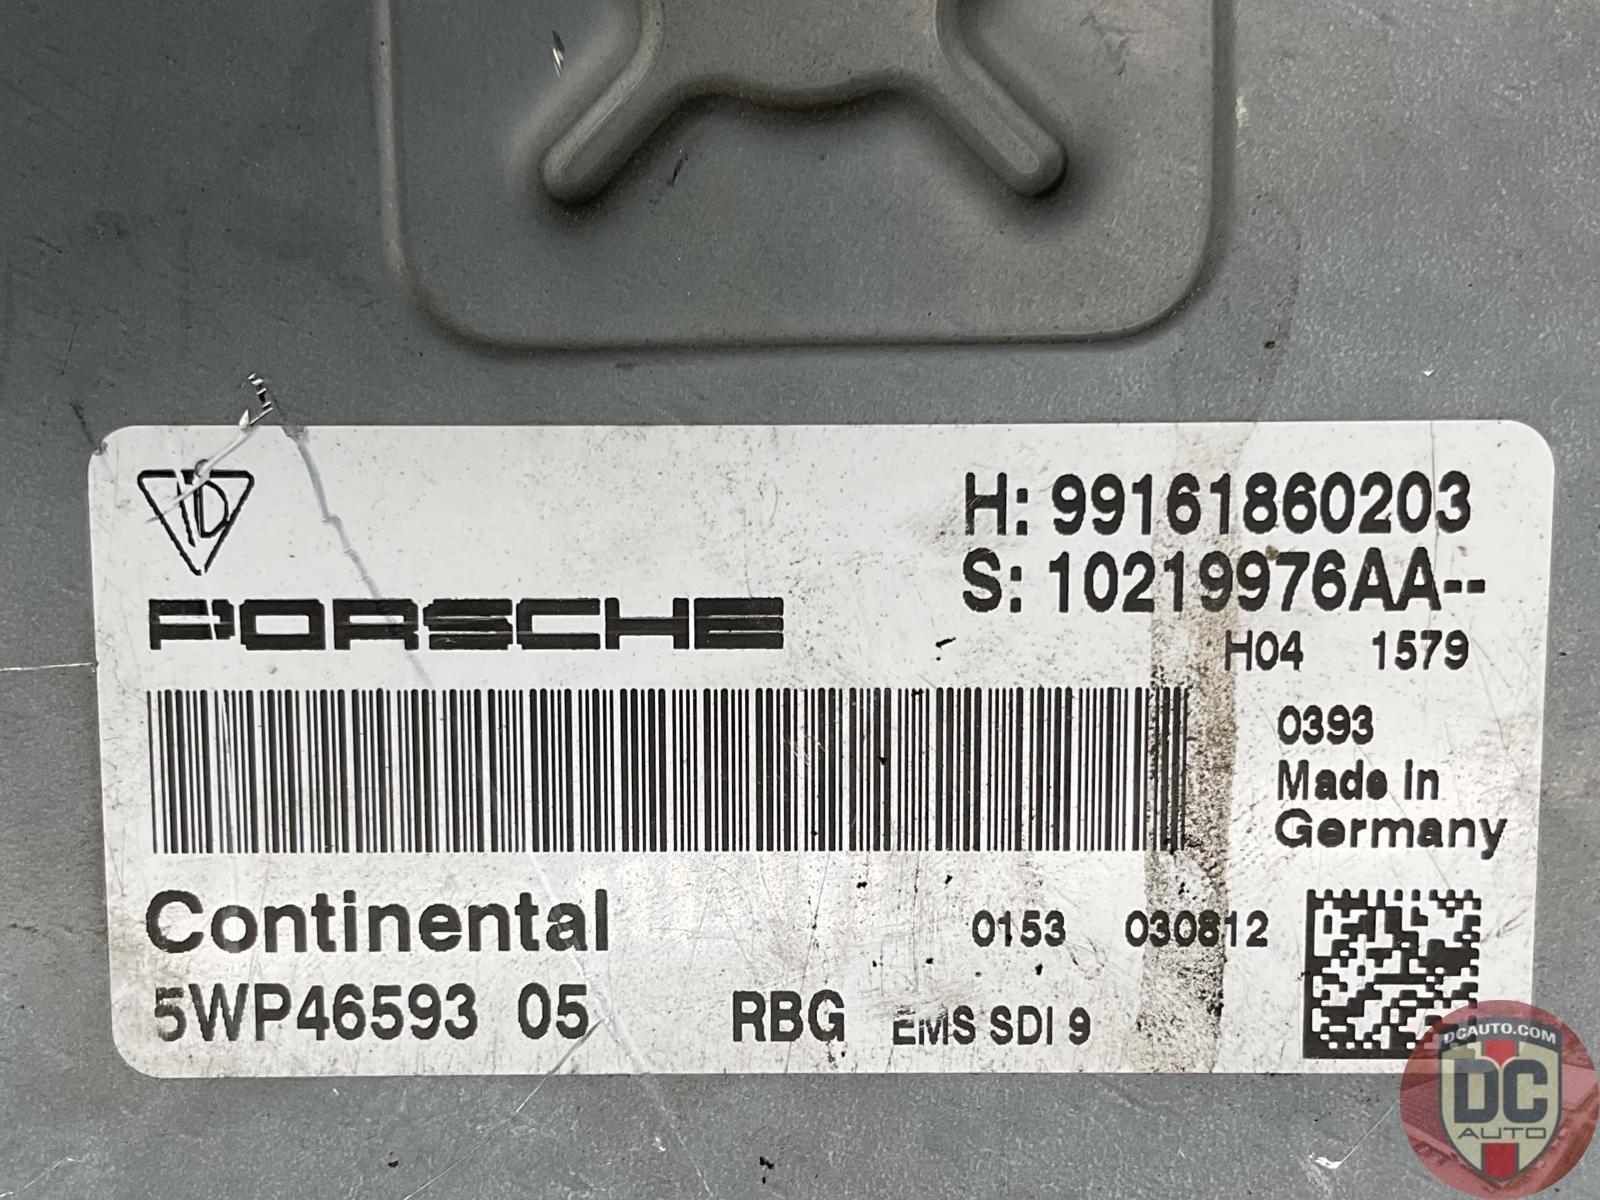 H: 99161860203
S: 10219976AA--
PORSCHE
H04 1579
0393
Made in
Germany
Continental
0153 030812
5WP46593 05 RBG EMS SDI 9
DCAUTO.COM
DC
AUTO